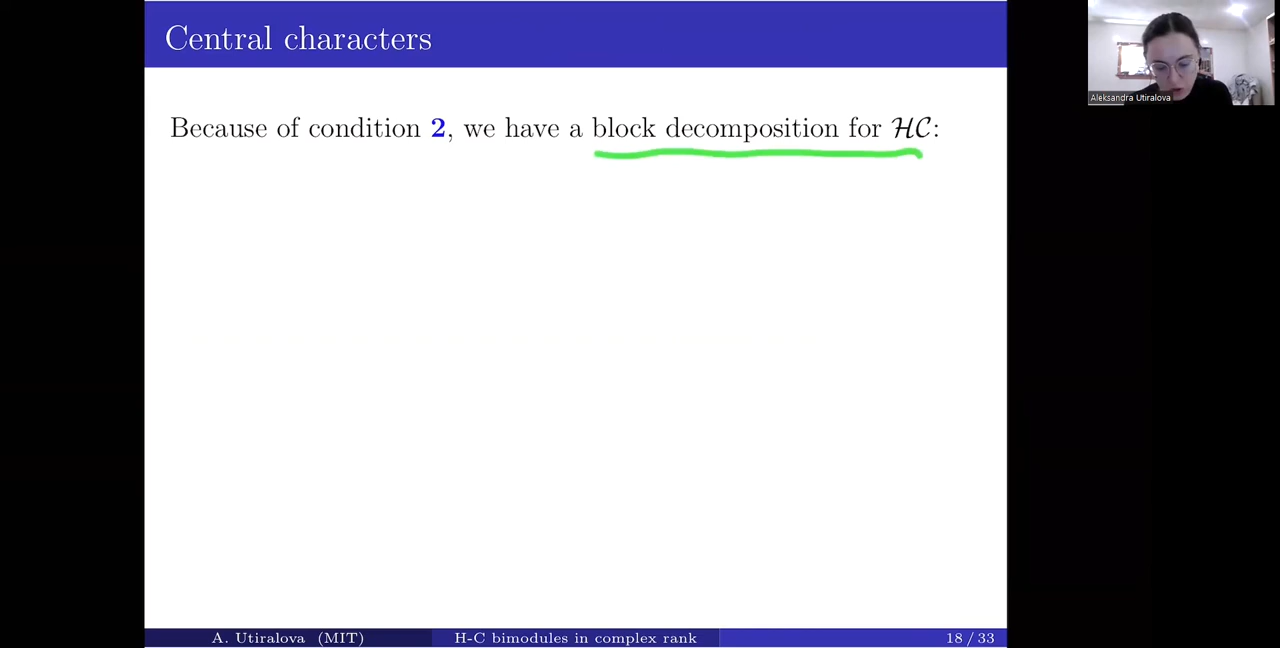 Central characters
Aleksandra Utiralova
Because of condition 2, we have a block decomposition for ℋ𝒞:
A. Utiralova (MIT) H-C bimodules in complex rank 18 / 33